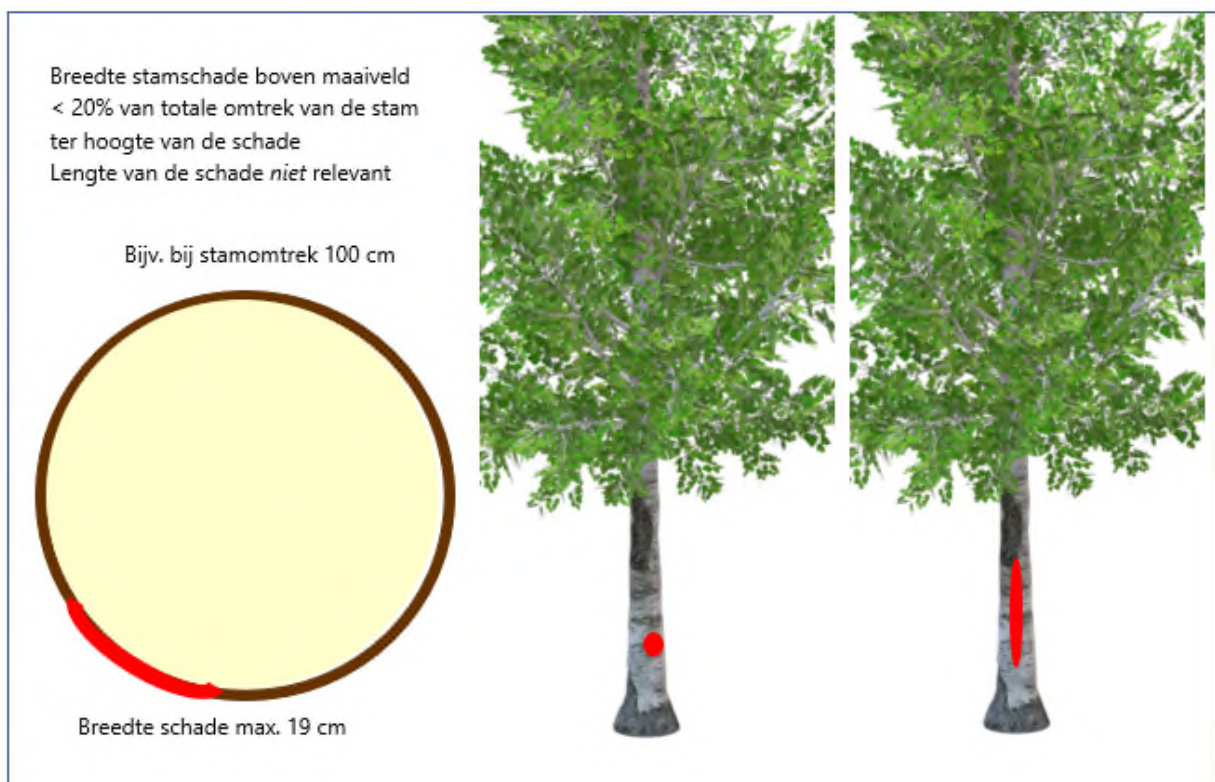 Breedte stamschade boven maaiveld
< 20% van totale omtrek van de stam
ter hoogte van de schade
Lengte van de schade niet relevant
Bijv. bij stamomtrek 100 cm
Breedte schade max. 19 cm